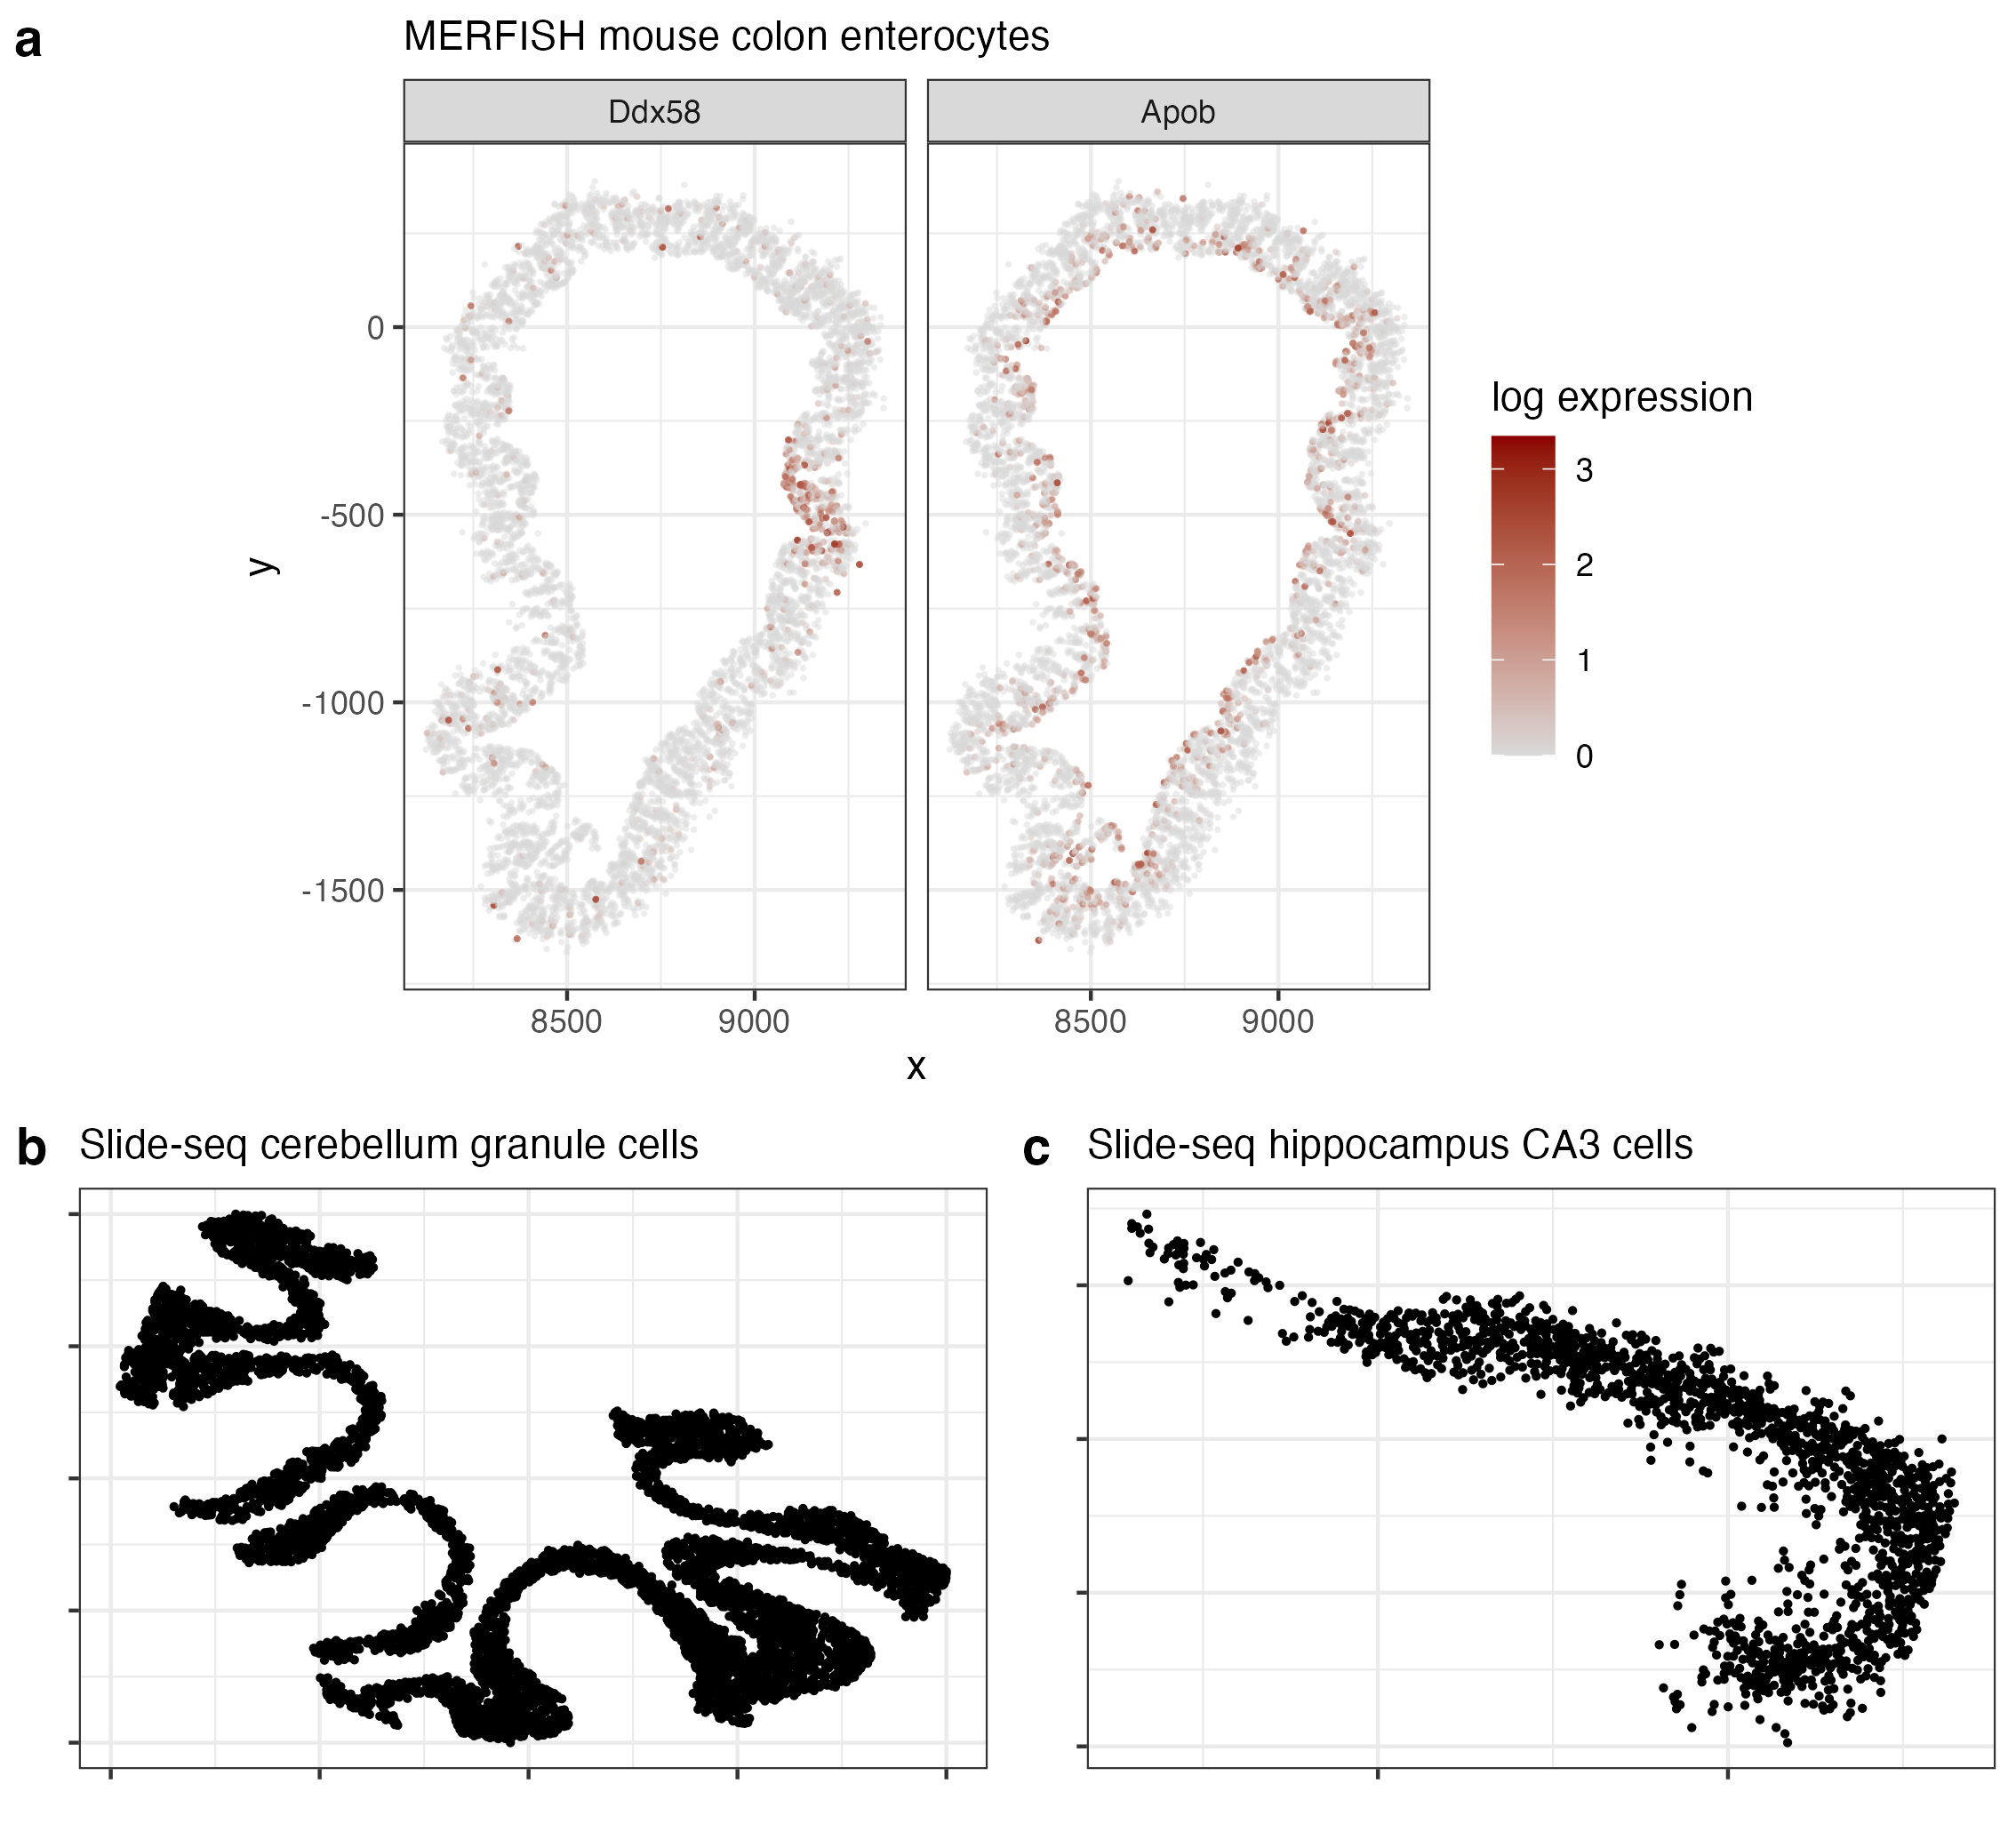 a
MERFISH mouse colon enterocytes
Ddx58
Apob
0
-500
-1000
-1500
y
8500
9000
8500
9000
x
log expression
3
2
1
0
b
Slide-seq cerebellum granule cells
c
Slide-seq hippocampus CA3 cells